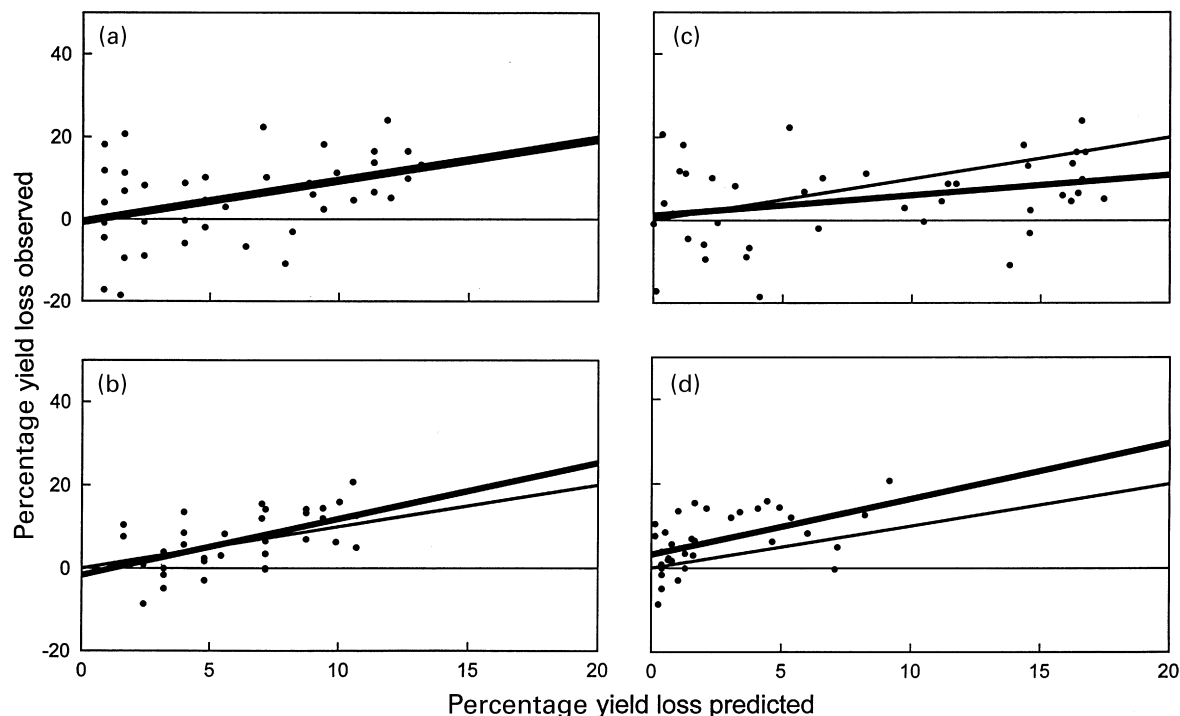 (a)
(c)
40
20
0
-20
(b)
(d)
40
20
0
-20
0 5 10 15 20
0 5 10 15 20
Percentage yield loss observed
Percentage yield loss predicted